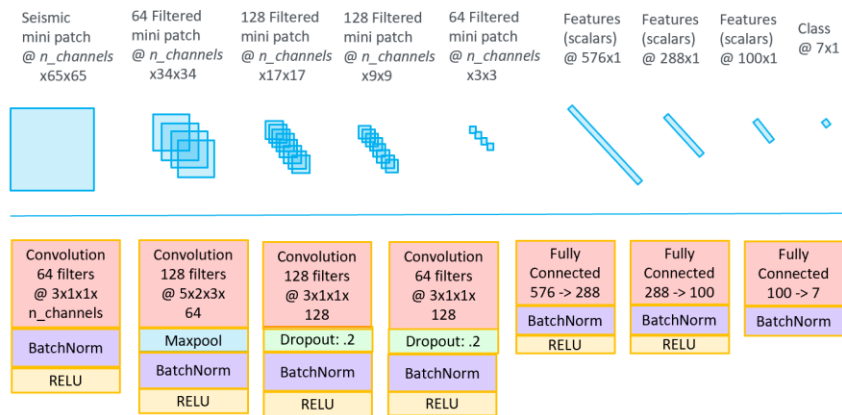 Seismic
mini patch
@ n_channels
x65x65
64 Filtered
mini patch
@ n_channels
x34x34
128 Filtered
mini patch
@ n_channels
x17x17
128 Filtered
mini patch
@ n_channels
x9x9
64 Filtered
mini patch
@ n_channels
x3x3
Features
(scalars)
@ 576x1
Features
(scalars)
@ 288x1
Features
(scalars)
@ 100x1
Class
@ 7x1
Convolution
64 filters
@ 3x1x1x
n_channels
BatchNorm
RELU
Convolution
128 filters
@ 5x2x3x
64
Maxpool
BatchNorm
RELU
Convolution
128 filters
@ 3x1x1x
128
Dropout: .2
BatchNorm
RELU
Convolution
64 filters
@ 3x1x1x
128
Dropout: .2
BatchNorm
RELU
Fully
Connected
576 -> 288
BatchNorm
RELU
Fully
Connected
288 -> 100
BatchNorm
RELU
Fully
Connected
100 -> 7
BatchNorm